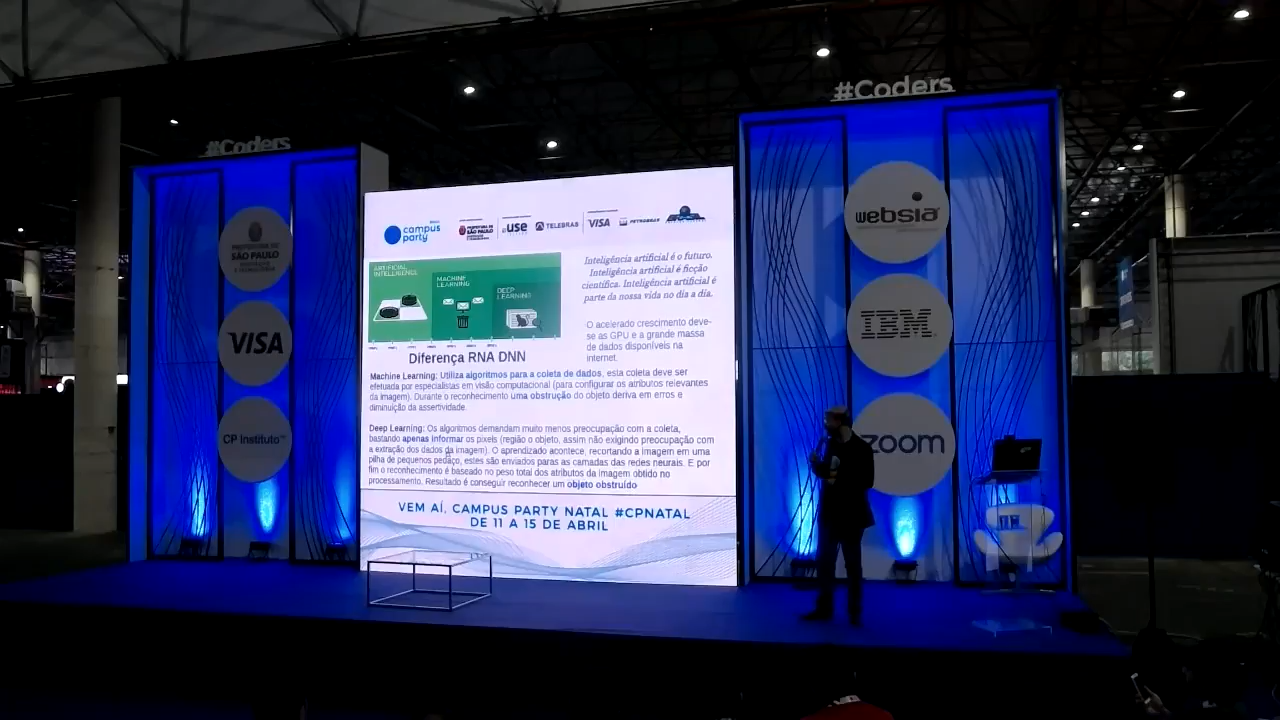 #Coders
#Coders
PREFEITURA DE
SÃO PAULO
VISA
CP Instituto™
campus
party
PREFEITURA DE
SÃO PAULO
use
TELEBRAS
VISA
PETROBRAS
ARTIFICIAL
INTELLIGENCE
MACHINE
LEARNING
DEEP
LEARNING
Inteligência artificial é o futuro.
Inteligência artificial é ficção
científica. Inteligência artificial é
parte da nossa vida no dia a dia.
O acelerado crescimento deve-
se as GPU e a grande massa
de dados disponíveis na
internet.
Diferença RNA DNN
Machine Learning: Utiliza algoritmos para a coleta de dados, esta coleta deve ser
efetuada por especialistas em visão computacional (para configurar os atributos relevantes
da imagem). Durante o reconhecimento uma obstrução do objeto deriva em erros e
diminuição da assertividade.
Deep Learning: Os algoritmos demandam muito menos preocupação com a coleta,
bastando apenas informar os pixels (região o objeto, assim não exigindo preocupação com
a extração dos dados da imagem). O aprendizado acontece, recortando a imagem em uma
pilha de pequenos pedaço, estes são enviados paras as camadas das redes neurais. E por
fim o reconhecimento é baseado no peso total dos atributos da imagem obtido no
processamento. Resultado é conseguir reconhecer um objeto obstruído
VEM AÍ, CAMPUS PARTY NATAL #CPNATAL
DE 11 A 15 DE ABRIL
websia
IBM
zoom